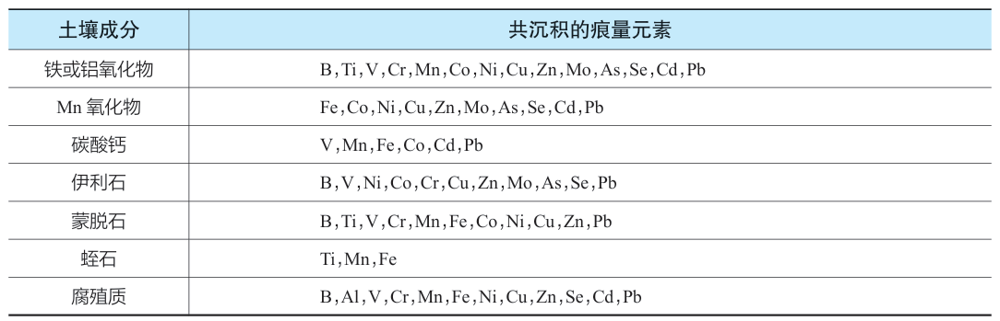 土壤成分 共沉积的痕量元素
铁或铝氧化物 B,Ti,V,Cr,Mn,Co,Ni,Cu,Zn,Mo,As,Se,Cd,Pb
Mn 氧化物 Fe,Co,Ni,Cu,Zn,Mo,As,Se,Cd,Pb
碳酸钙 V,Mn,Fe,Co,Cd,Pb
伊利石 B,V,Ni,Co,Cr,Cu,Zn,Mo,As,Se,Pb
蒙脱石 B,Ti,V,Cr,Mn,Fe,Co,Ni,Cu,Zn,Pb
蛭石 Ti,Mn,Fe
腐殖质 B,Al,V,Cr,Mn,Fe,Ni,Cu,Zn,Se,Cd,Pb